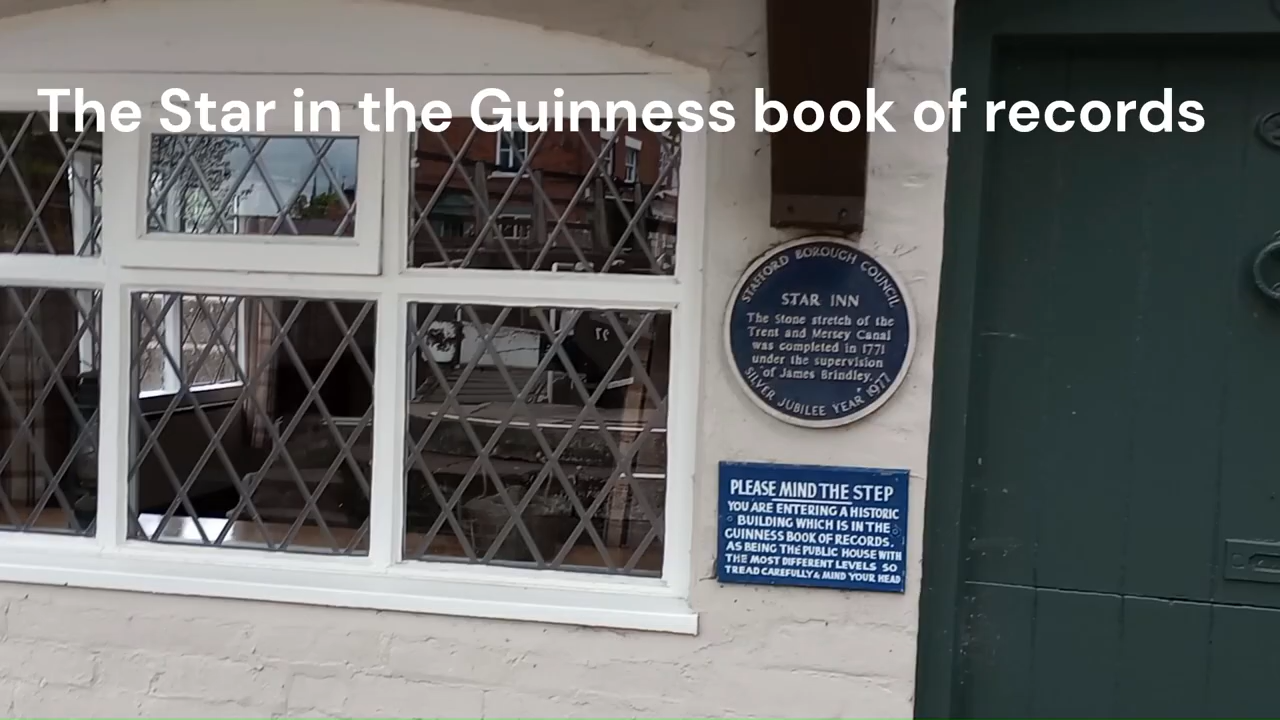 The Star in the Guinness book of records
STAFFORD BOROUGH COUNCIL
STAR INN
The Stone stretch of the
Trent and Mersey Canal
was completed in 1771
under the supervision
of James Brindley.
SILVER JUBILEE YEAR 1977
PLEASE MIND THE STEP
YOU ARE ENTERING A HISTORIC
BUILDING WHICH IS IN THE
GUINNESS BOOK OF RECORDS.
AS BEING THE PUBLIC HOUSE WITH
THE MOST DIFFERENT LEVELS SO
TREAD CAREFULLY & MIND YOUR HEAD